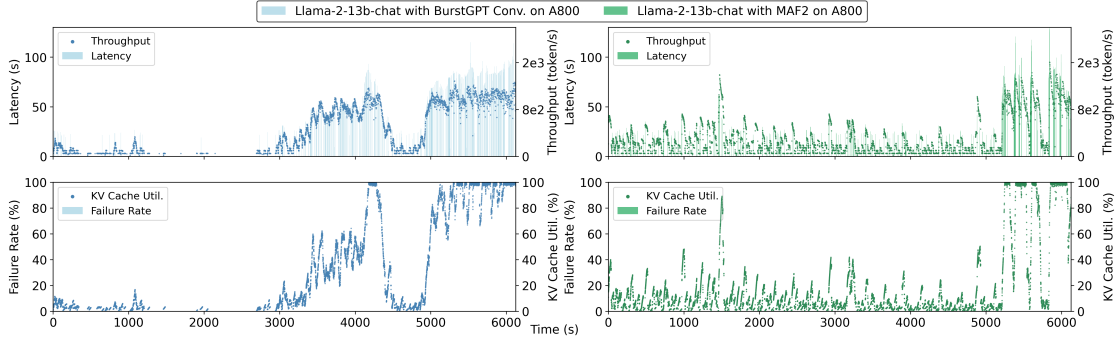 Llama-2-13b-chat with BurstGPT Conv. on A800 Llama-2-13b-chat with MAF2 on A800
Throughput
Latency
Latency (s)
100
50
0
2e3
8e2
0
Throughput (token/s)
Throughput
Latency
Latency (s)
100
50
0
2e3
8e2
0
Throughput (token/s)
KV Cache Util.
Failure Rate
Failure Rate (%)
100
80
60
40
20
0
100
80
60
40
20
0
KV Cache Util. (%)
0 1000 2000 3000 4000 5000 6000
KV Cache Util.
Failure Rate
Failure Rate (%)
100
80
60
40
20
0
100
80
60
40
20
0
KV Cache Util. (%)
0 1000 2000 3000 4000 5000 6000
Time (s)